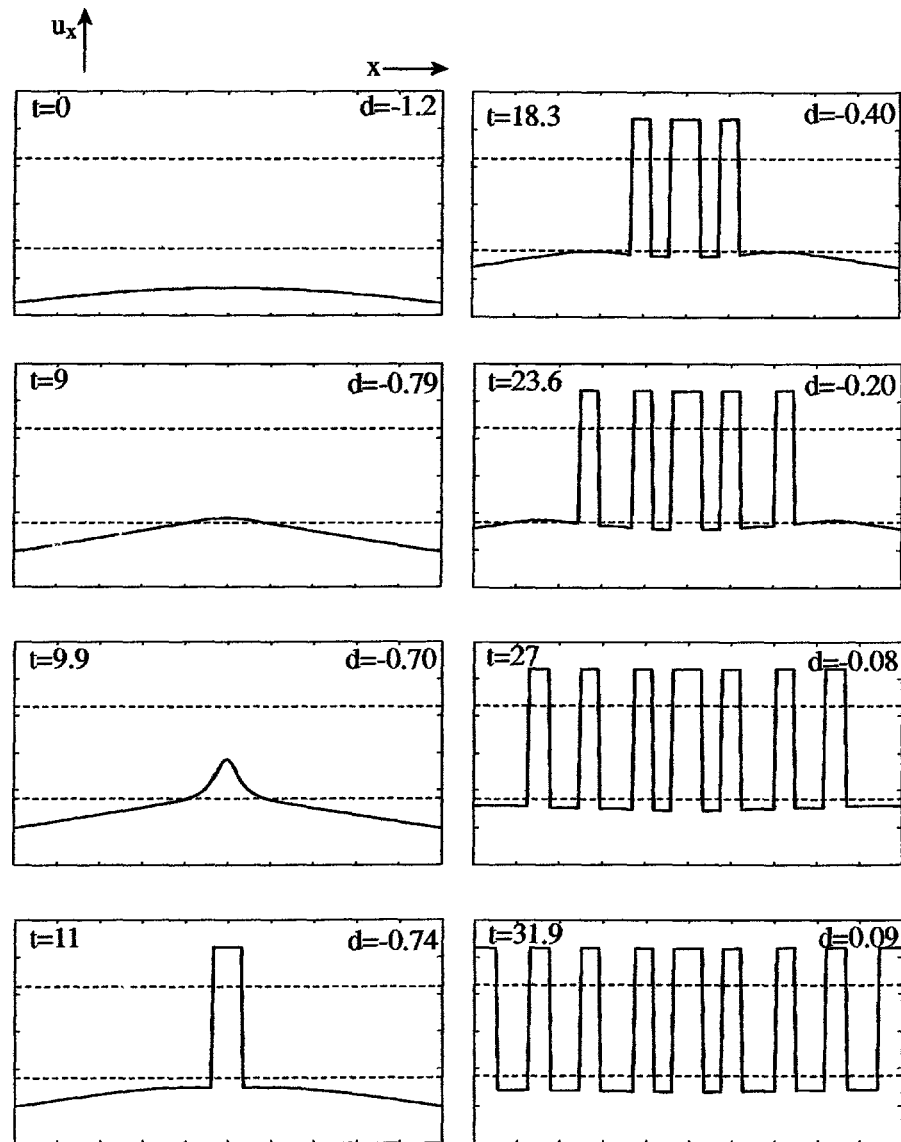 uₓ
x
t=0 d=-1.2
t=9 d=-0.79
t=9.9 d=-0.70
t=11 d=-0.74
t=18.3 d=-0.40
t=23.6 d=-0.20
t=27 d=-0.08
t=31.9 d=0.09